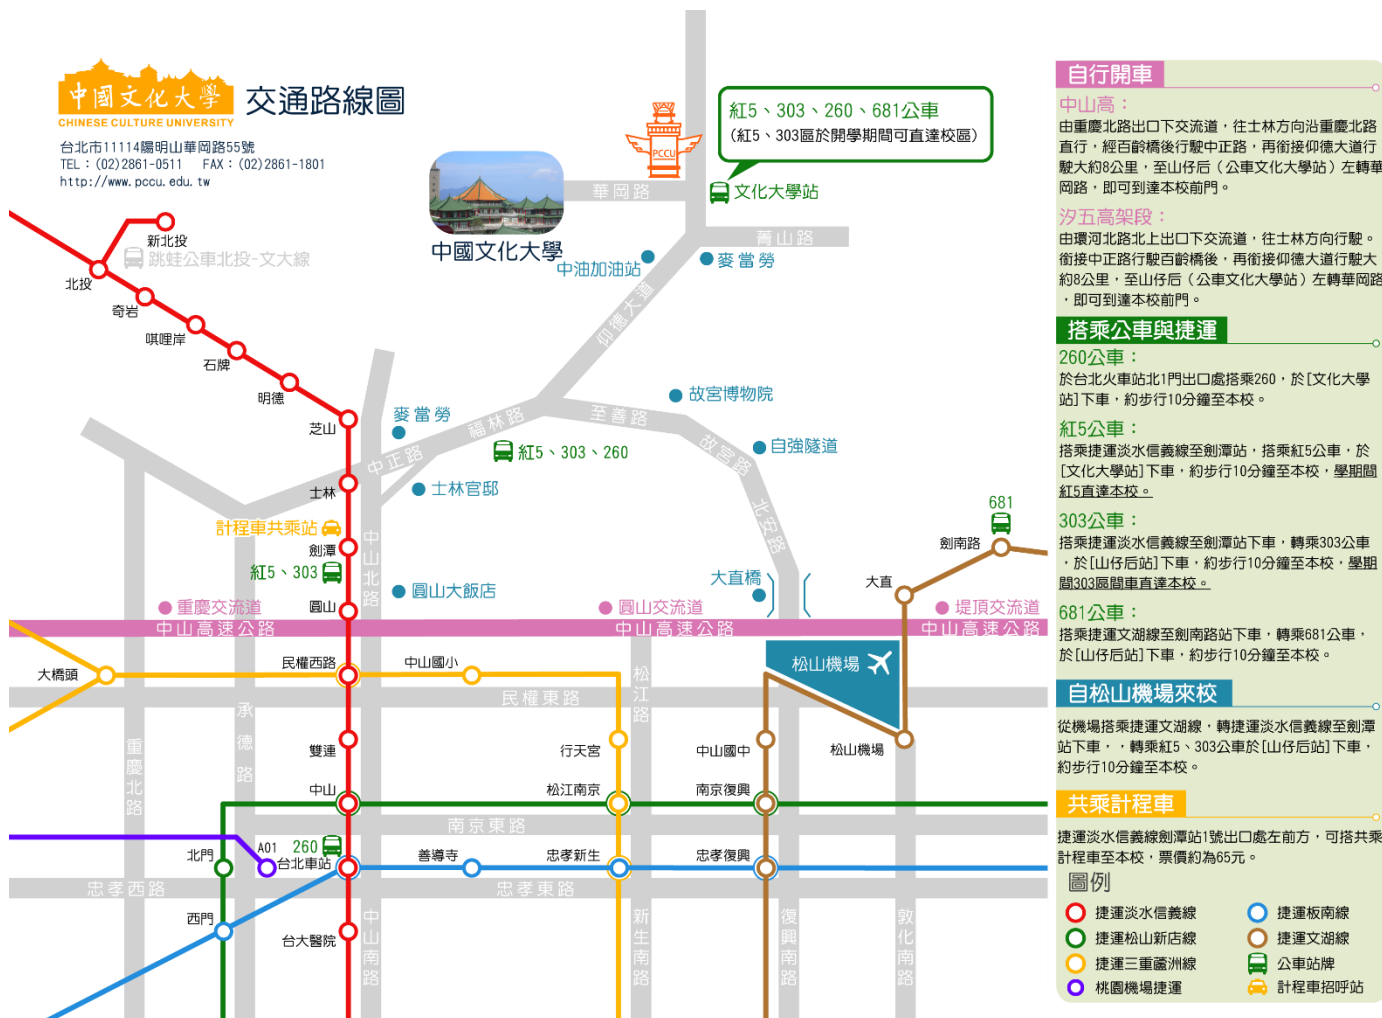 中國文化大學
CHINESE CULTURE UNIVERSITY
交通路線圖
台北市11114陽明山華岡路55號
TEL：(02)2861-0511 FAX：(02)2861-1801
http://www.pccu.edu.tw
紅5、303、260、681公車
(紅5、303區於開學期間可直達校區)
PCCU
華岡路
文化大學站
中國文化大學
菁山路
中油加油站
麥當勞
仰德大道
新北投
跳蛙公車北投-文大線
北投
奇岩
唭哩岸
石牌
明德
芝山
麥當勞
福林路
至善路
故宮博物院
中正路
紅5、303、260
故宮路
自強隧道
士林
士林官邸
北安路
681
計程車共乘站
中山北路
劍南路
劍潭
紅5、303
大直橋
大直
圓山大飯店
重慶交流道
圓山
圓山交流道
堤頂交流道
中山高速公路
中山高速公路
中山高速公路
大橋頭
民權西路
中山國小
松江路
松山機場
民權東路
承德路
重慶北路
雙連
行天宮
中山國中
松山機場
中山
松江南京
南京復興
南京東路
北門
A01
260
台北車站
善導寺
忠孝新生
忠孝復興
忠孝西路
忠孝東路
西門
台大醫院
中山南路
新生南路
復興南路
敦化南路
自行開車
中山高：
由重慶北路出口下交流道，往士林方向沿重慶北路
直行，經百齡橋後行駛中正路，再銜接仰德大道行
駛大約8公里，至山仔后（公車文化大學站）左轉華
岡路，即可到達本校前門。
汐五高架段：
由環河北路北上出口下交流道，往士林方向行駛。
銜接中正路行駛百齡橋後，再銜接仰德大道行駛大
約8公里，至山仔后（公車文化大學站）左轉華岡路
，即可到達本校前門。
搭乘公車與捷運
260公車：
於台北火車站北1門出口處搭乘260，於[文化大學
站]下車，約步行10分鐘至本校。
紅5公車：
搭乘捷運淡水信義線至劍潭站，搭乘紅5公車，於
[文化大學站]下車，約步行10分鐘至本校，學期間
紅5直達本校。
303公車：
搭乘捷運淡水信義線至劍潭站下車，轉乘303公車
，於[山仔后站]下車，約步行10分鐘至本校，學期
間303區間車直達本校。
681公車：
搭乘捷運文湖線至劍南路站下車，轉乘681公車，
於[山仔后站]下車，約步行10分鐘至本校。
自松山機場來校
從機場搭乘捷運文湖線，轉捷運淡水信義線至劍潭
站下車，，轉乘紅5、303公車於[山仔后站]下車，
約步行10分鐘至本校。
共乘計程車
捷運淡水信義線劍潭站1號出口處左前方，可搭共乘
計程車至本校，票價約為65元。
圖例
捷運淡水信義線
捷運板南線
捷運松山新店線
捷運文湖線
捷運三重蘆洲線
公車站牌
桃園機場捷運
計程車招呼站